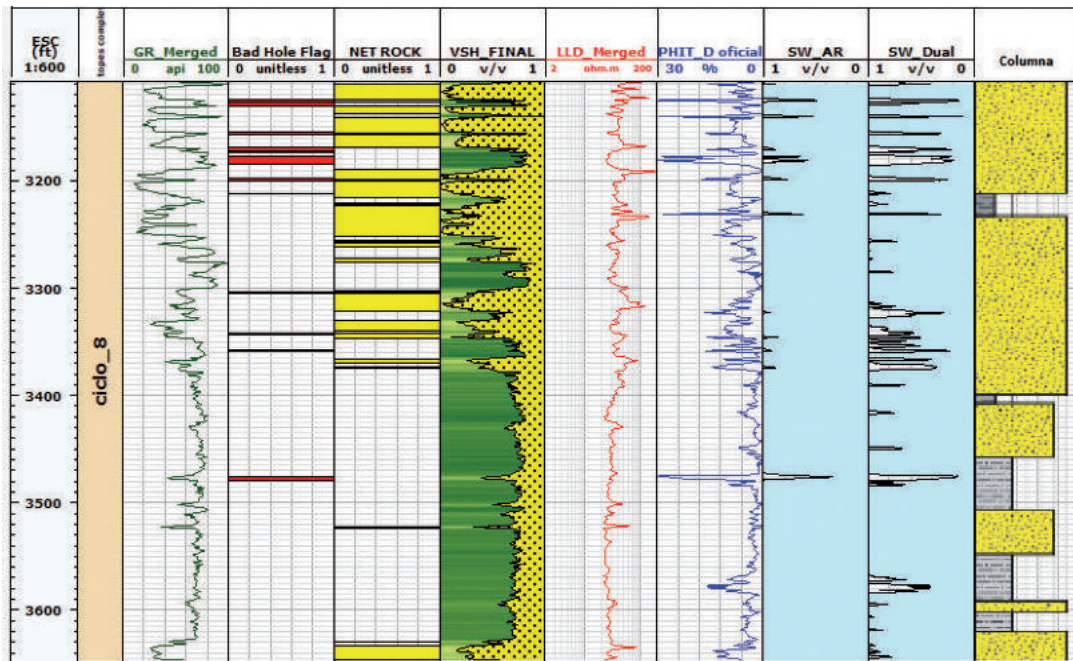 ESC
(ft)
1:600
GR_Merged
0 api 100
Bad Hole Flag
0 unitless 1
NET ROCK
0 unitless 1
VSH_FINAL
0 v/v 1
LLD_Merged
2 ohm.m 200
PHIT_D oficial
30 % 0
SW_AR
1 v/v 0
SW_Dual
1 v/v 0
Columna
3200
3300
3400
3500
3600
ciclo_8